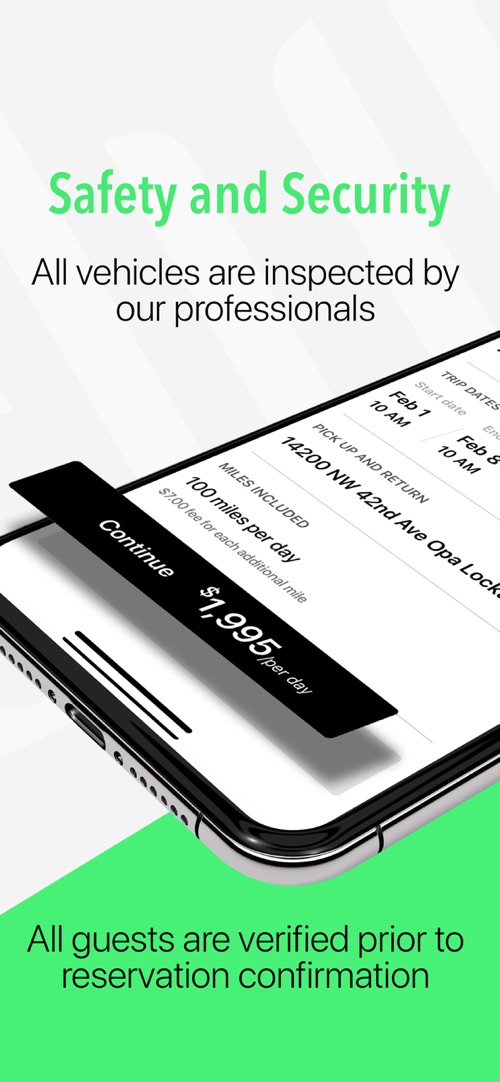 Safety and Security
All vehicles are inspected by
our professionals
TRIP DATES
Start date
Feb 1
10 AM
Feb 8
10 AM
PICK UP AND RETURN
14200 NW 42nd Ave Opa
MILES INCLUDED
100 miles per day
$7.00 fee for each additional mile
Continue
$1,995/per day
All guests are verified prior to
reservation confirmation